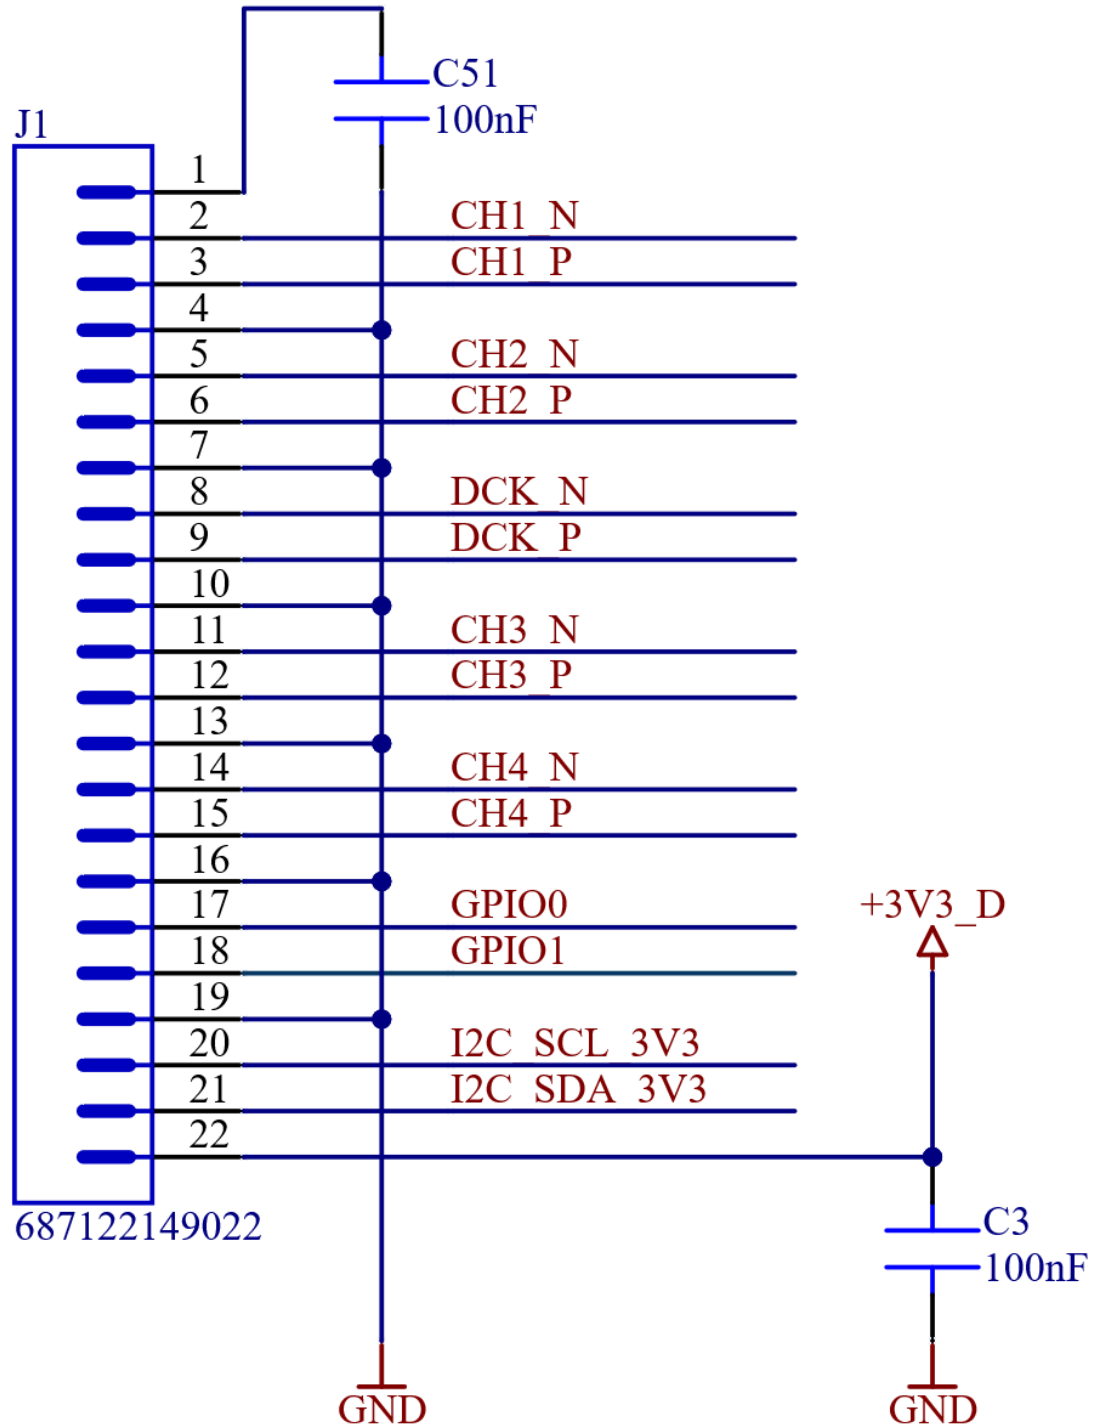 C51
100nF
J1
1
2 CH1_N
3 CH1_P
4
5 CH2_N
6 CH2_P
7
8 DCK_N
9 DCK_P
10
11 CH3_N
12 CH3_P
13
14 CH4_N
15 CH4_P
16
17 GPIO0
+3V3_D
18 GPIO1
19
20 I2C_SCL_3V3
21 I2C_SDA_3V3
22
687122149022
C3
100nF
GND
GND